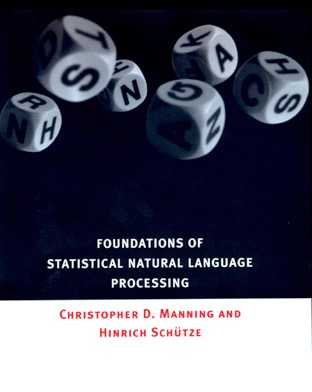 D
S
I
S
H
N
K
A
H
C
S
R
N
H
A
G
N
FOUNDATIONS OF
STATISTICAL NATURAL LANGUAGE
PROCESSING
CHRISTOPHER D. MANNING AND
HINRICH SCHÜTZE